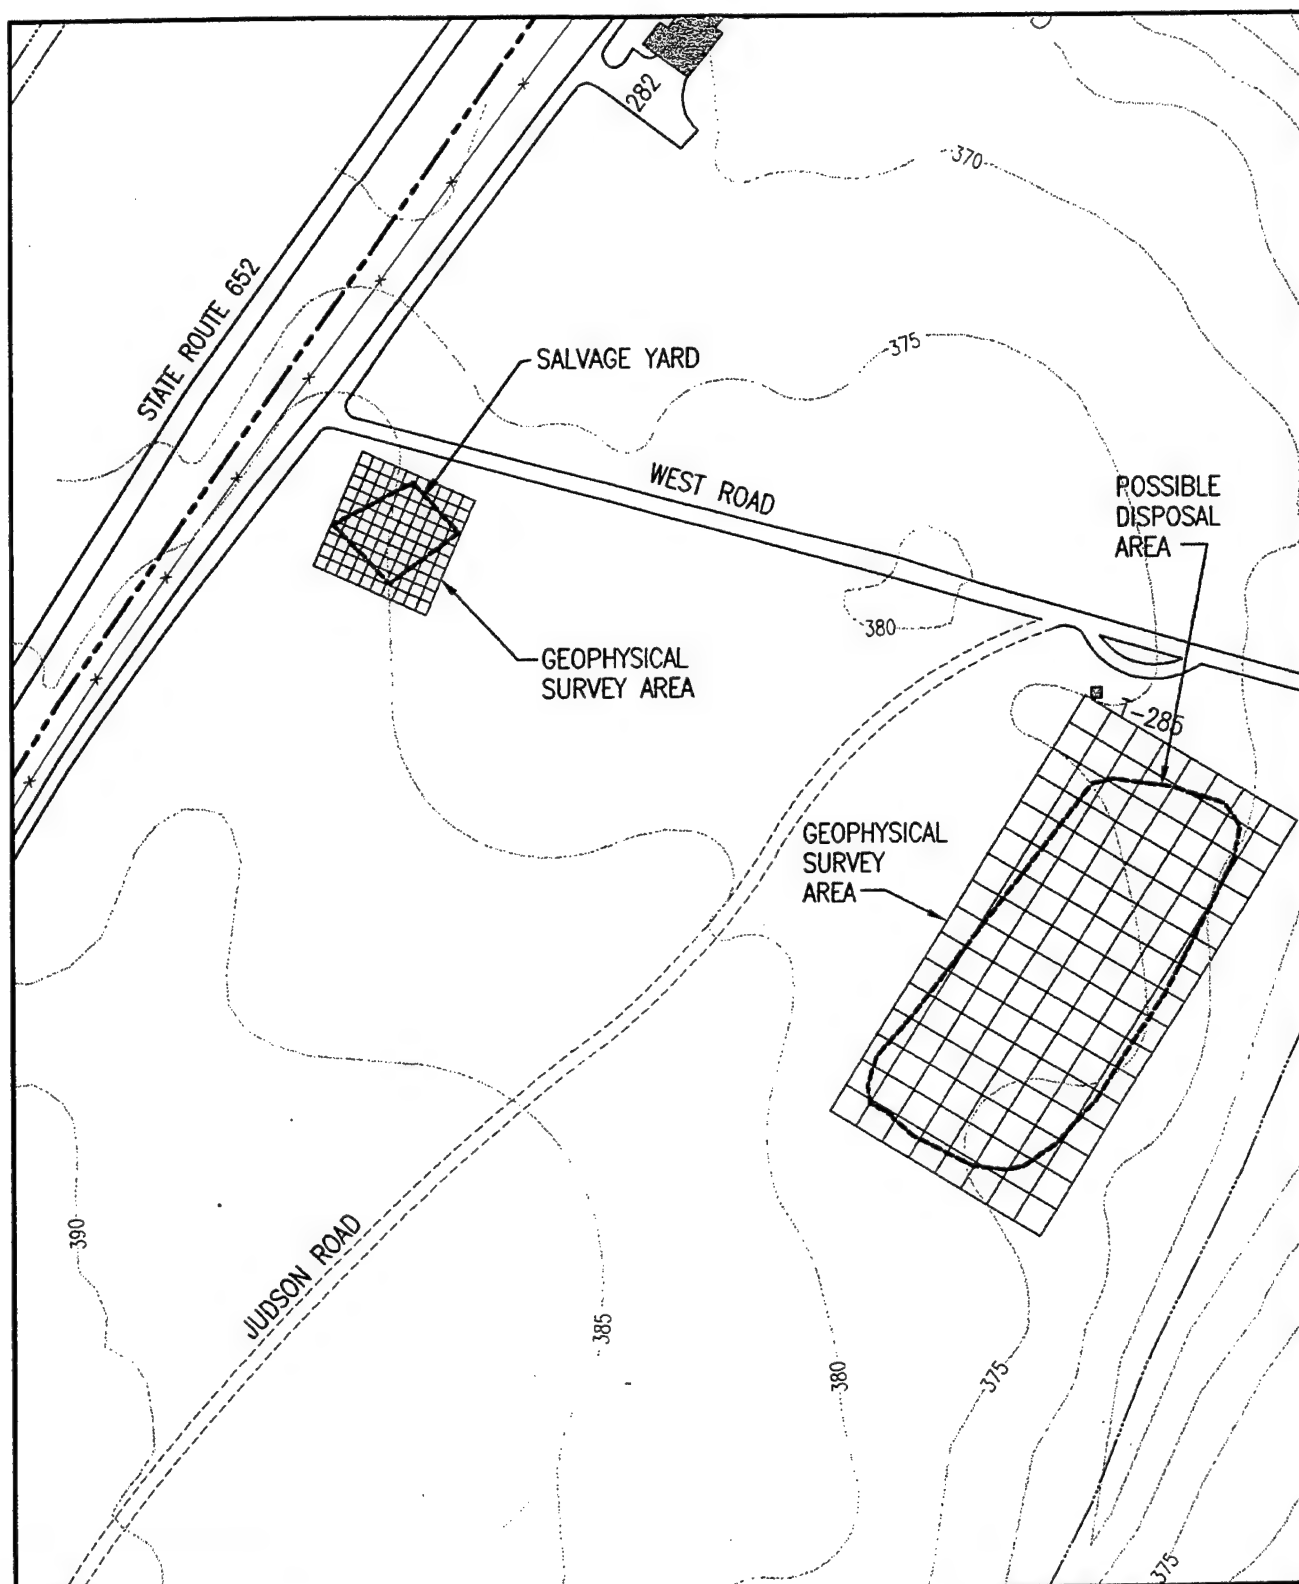 282
370
STATE ROUTE 652
375
SALVAGE YARD
WEST ROAD
POSSIBLE
DISPOSAL
AREA
380
GEOPHYSICAL
SURVEY AREA
T-285
GEOPHYSICAL
SURVEY
AREA
390
JUDSON ROAD
385
380
375
375